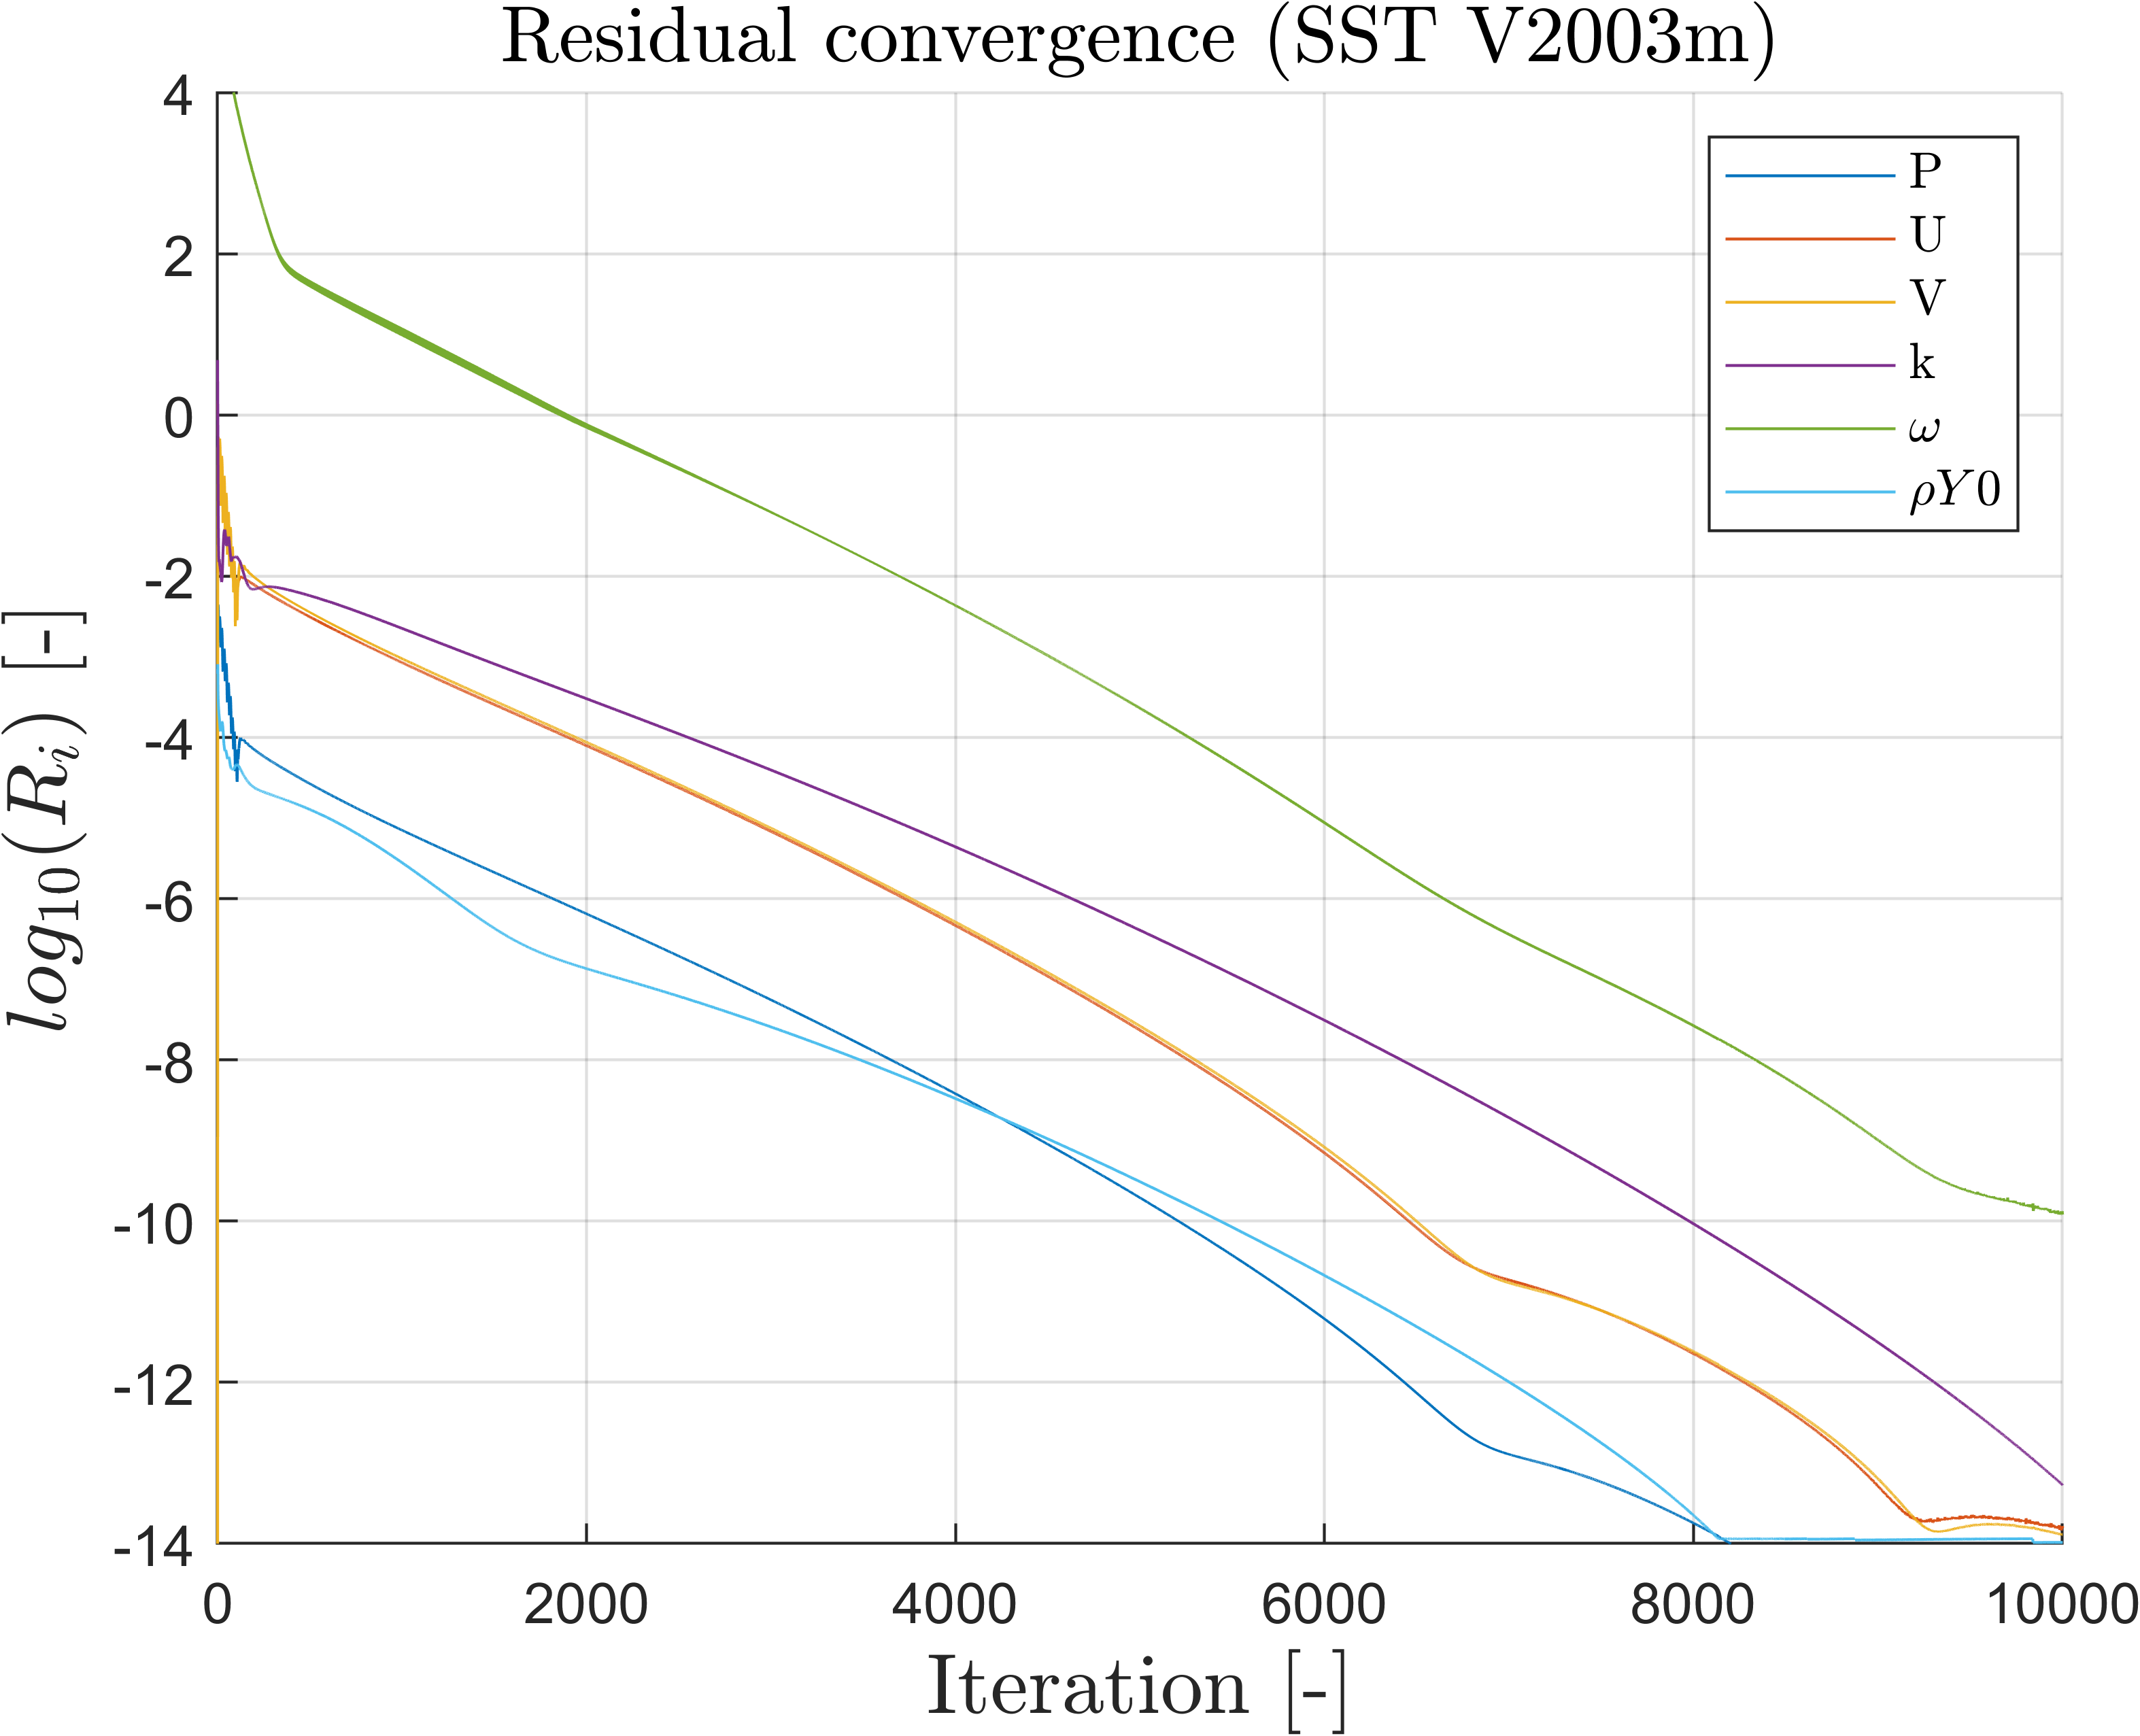 Residual convergence (SST V2003m)
4
2
0
-2
-4
-6
-8
-10
-12
-14
log10(R_i) [-]
P
U
V
k
ω
ρY0
0 2000 4000 6000 8000 10000
Iteration [-]